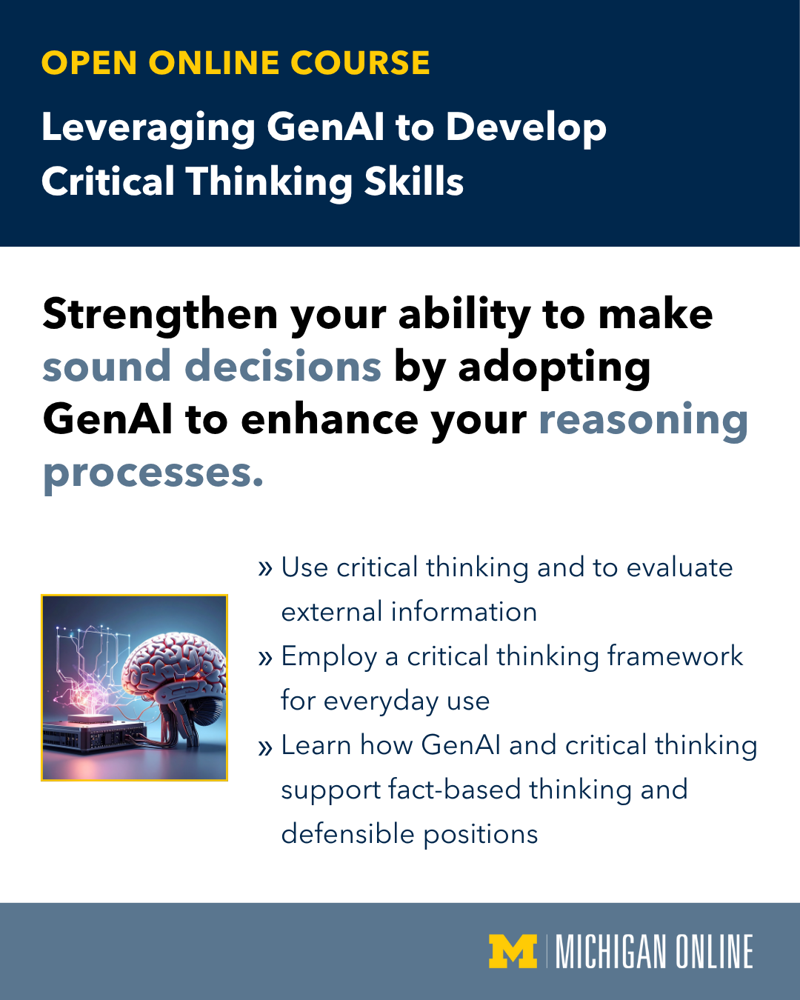 OPEN ONLINE COURSE
Leveraging GenAI to Develop
Critical Thinking Skills
Strengthen your ability to make
sound decisions by adopting
GenAI to enhance your reasoning
processes.
» Use critical thinking and to evaluate
external information
» Employ a critical thinking framework
for everyday use
» Learn how GenAI and critical thinking
support fact-based thinking and
defensible positions
M | MICHIGAN ONLINE